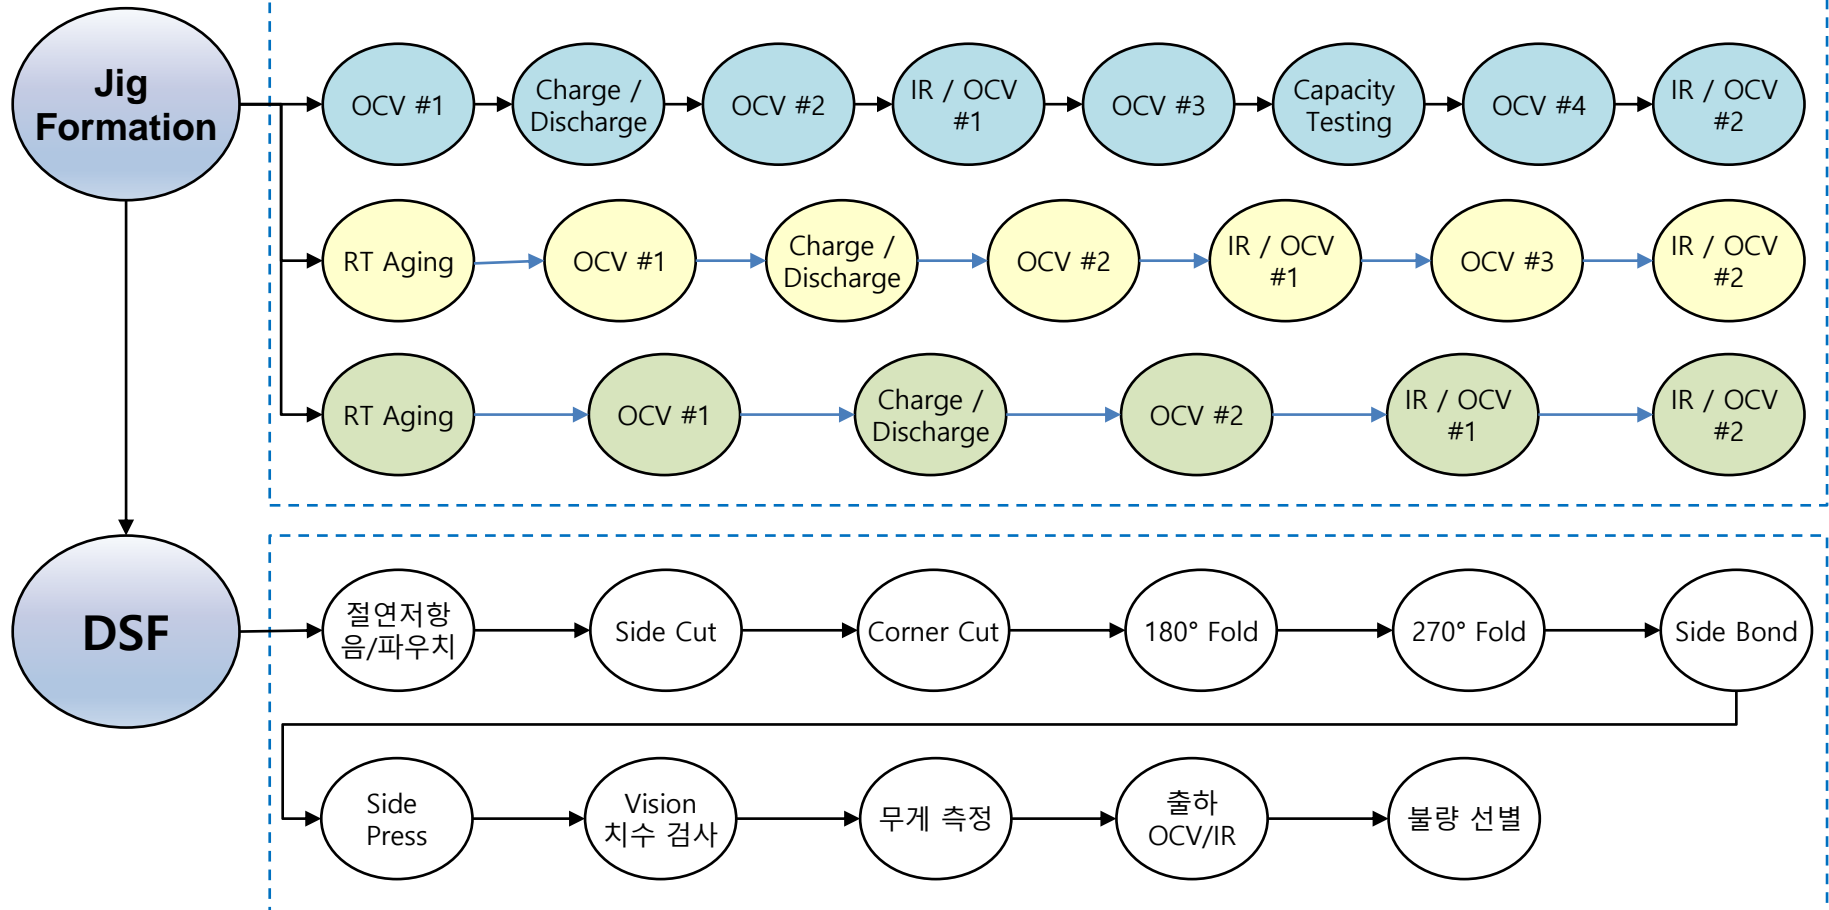 Jig
Formation
OCV #1
Charge /
Discharge
OCV #2
IR / OCV
#1
OCV #3
Capacity
Testing
OCV #4
IR / OCV
#2
RT Aging
OCV #1
Charge /
Discharge
OCV #2
IR / OCV
#1
OCV #3
IR / OCV
#2
RT Aging
OCV #1
Charge /
Discharge
OCV #2
IR / OCV
#1
IR / OCV
#2
DSF
절연저항
음/파우치
Side Cut
Corner Cut
180° Fold
270° Fold
Side Bond
Side
Press
Vision
치수 검사
무게 측정
출하
OCV/IR
불량 선별